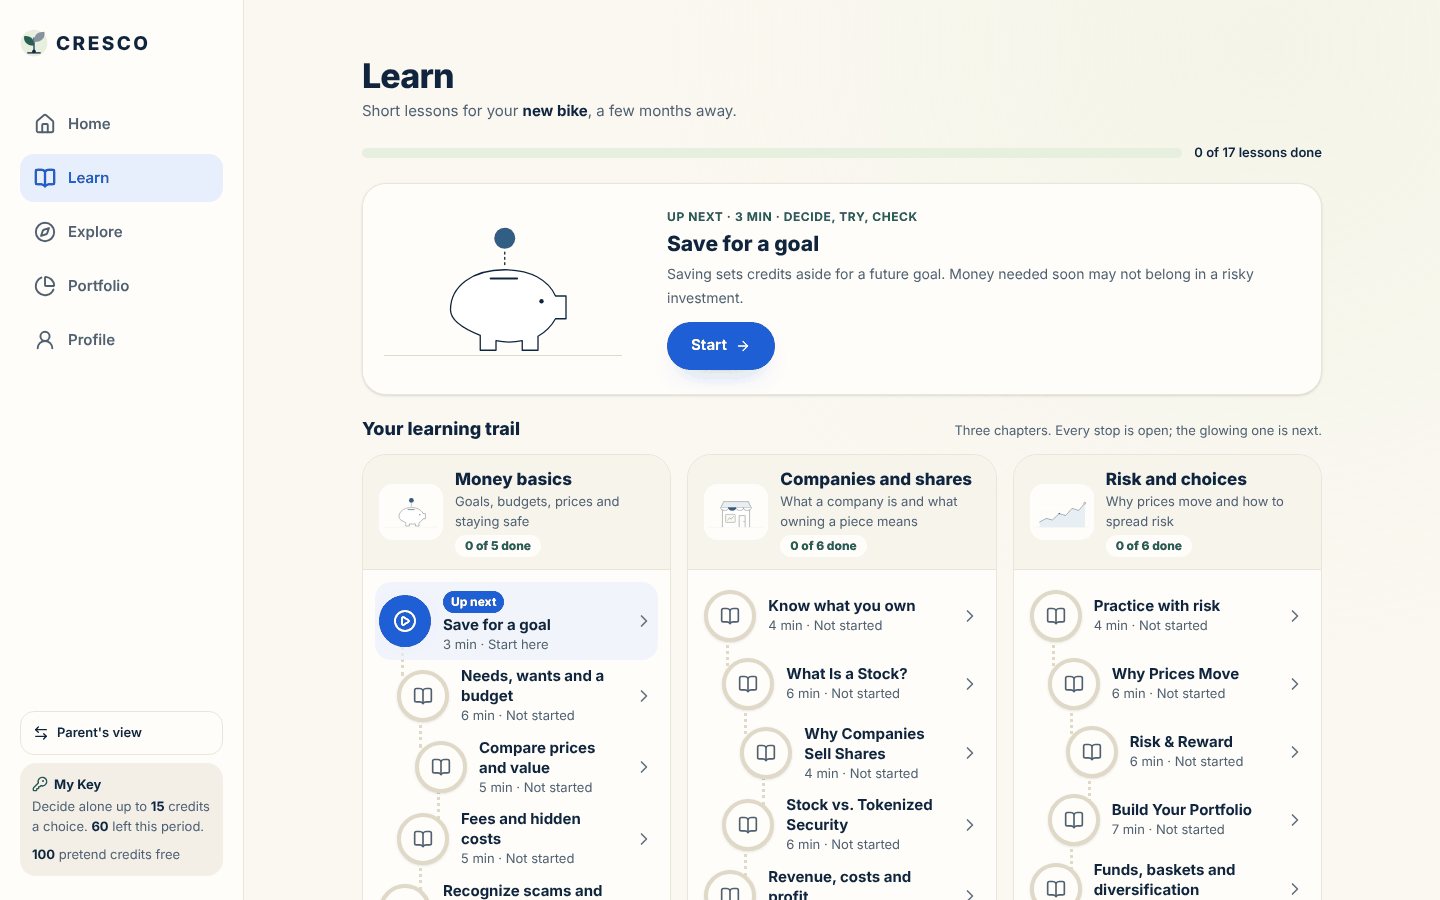 CRESCO
Home
Learn
Explore
Portfolio
Profile
Parent's view
My Key
Decide alone up to 15 credits
a choice. 60 left this period.
100 pretend credits free
Learn
Short lessons for your new bike, a few months away.
0 of 17 lessons done
UP NEXT · 3 MIN · DECIDE, TRY, CHECK
Save for a goal
Saving sets credits aside for a future goal. Money needed soon may not belong in a risky
investment.
Start
Your learning trail
Three chapters. Every stop is open; the glowing one is next.
Money basics
Goals, budgets, prices and
staying safe
0 of 5 done
Up next
Save for a goal
3 min · Start here
Needs, wants and a
budget
6 min · Not started
Compare prices
and value
5 min · Not started
Fees and hidden
costs
5 min · Not started
Recognize scams and
Companies and shares
What a company is and what
owning a piece means
0 of 6 done
Know what you own
4 min · Not started
What Is a Stock?
6 min · Not started
Why Companies
Sell Shares
4 min · Not started
Stock vs. Tokenized
Security
6 min · Not started
Revenue, costs and
profit
Risk and choices
Why prices move and how to
spread risk
0 of 6 done
Practice with risk
4 min · Not started
Why Prices Move
6 min · Not started
Risk & Reward
6 min · Not started
Build Your Portfolio
7 min · Not started
Funds, baskets and
diversification